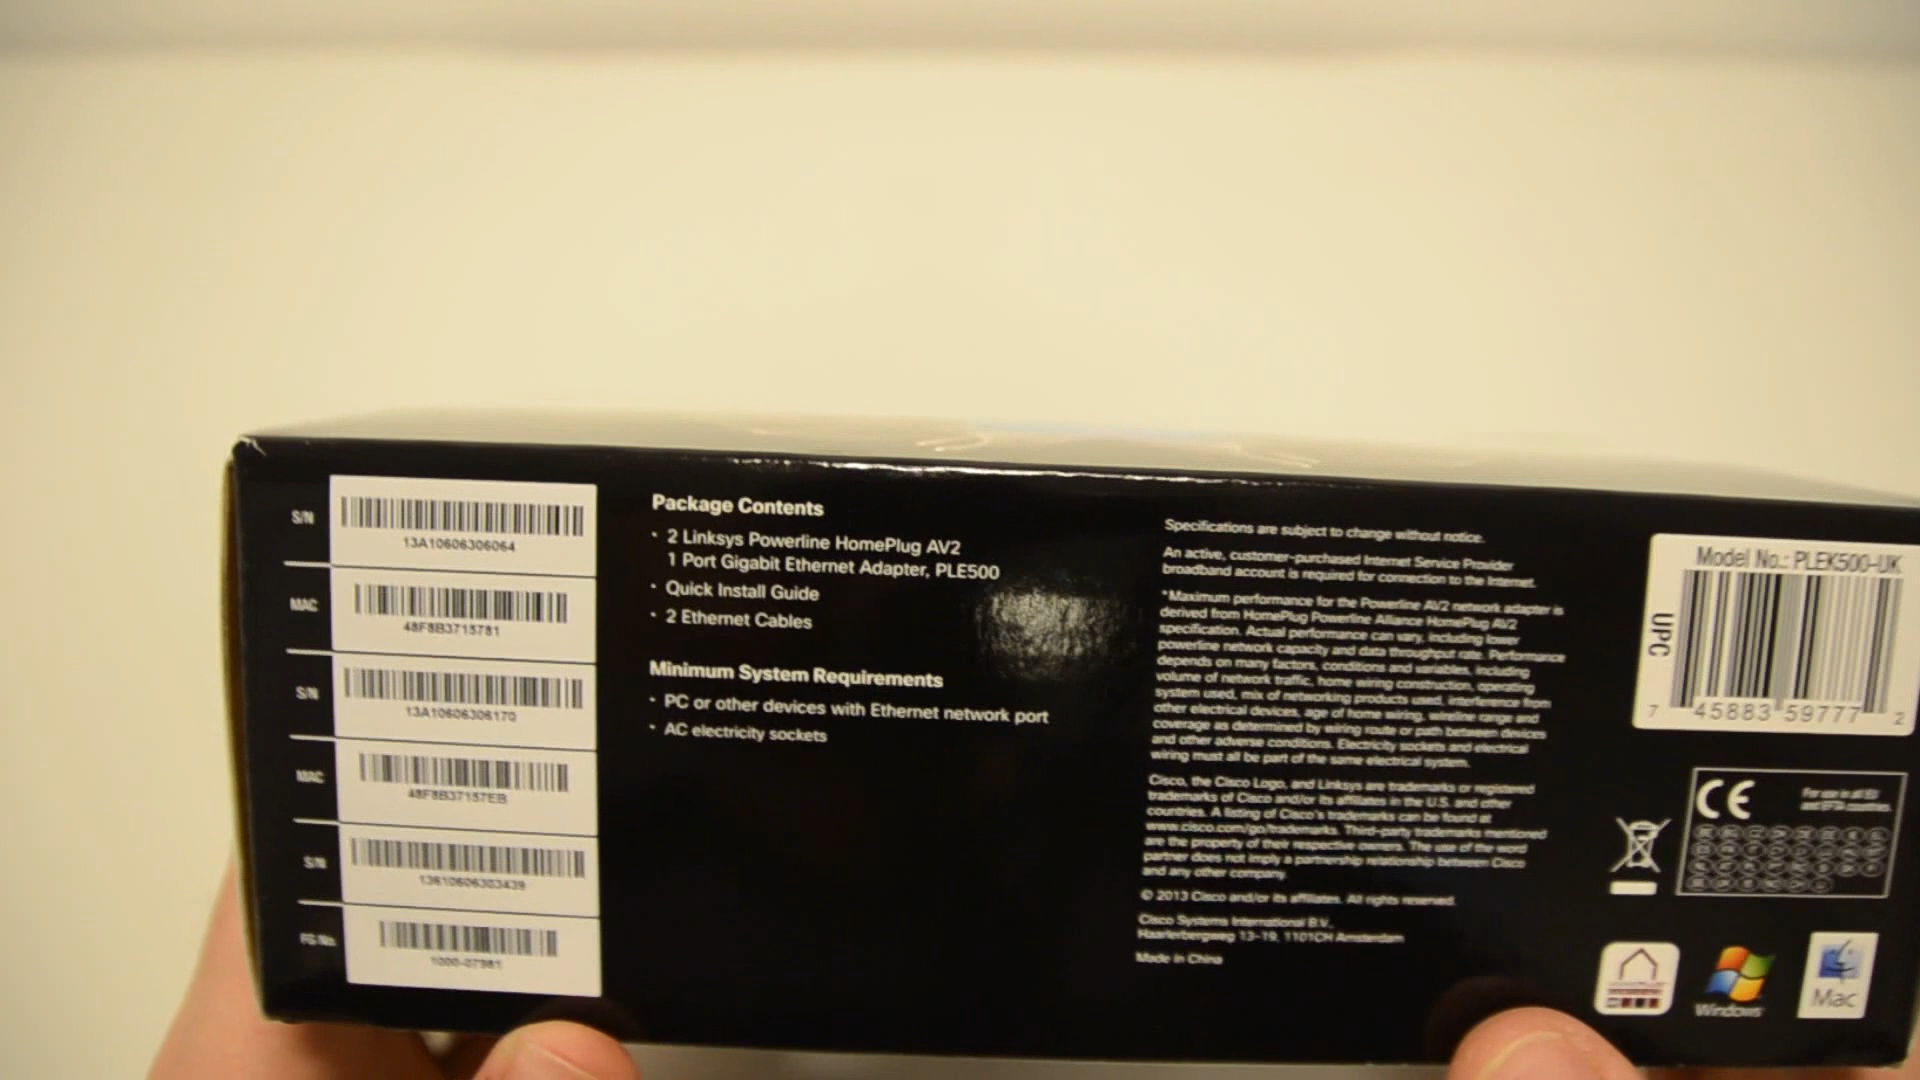 S/N
13A10606306064
MAC
48F8B3715781
S/N
13A10606306170
MAC
48F8B37157EB
S/N
13610606303439
FG No.
1000-07981
Package Contents
• 2 Linksys Powerline HomePlug AV2
1 Port Gigabit Ethernet Adapter, PLE500
• Quick Install Guide
• 2 Ethernet Cables
Minimum System Requirements
• PC or other devices with Ethernet network port
• AC electricity sockets
Specifications are subject to change without notice.
An active, customer-purchased Internet Service Provider
broadband account is required for connection to the Internet.
*Maximum performance for the Powerline AV2 network adapter is
derived from HomePlug Powerline Alliance HomePlug AV2
specification. Actual performance can vary, including lower
powerline network capacity and data throughput rate. Performance
depends on many factors, conditions and variables, including
volume of network traffic, home wiring construction, operating
system used, mix of networking products used, interference from
other electrical devices, age of home wiring, wireline range and
coverage as determined by wiring route or path between devices
and other adverse conditions. Electricity sockets and electrical
wiring must all be part of the same electrical system.
Cisco, the Cisco Logo, and Linksys are trademarks or registered
trademarks of Cisco and/or its affiliates in the U.S. and other
countries. A listing of Cisco's trademarks can be found at
www.cisco.com/go/trademarks. Third-party trademarks mentioned
are the property of their respective owners. The use of the word
partner does not imply a partnership relationship between Cisco
and any other company.
© 2013 Cisco and/or its affiliates. All rights reserved.
Cisco Systems International B.V.,
Haarlerbergweg 13-19, 1101CH Amsterdam
Made in China
Model No.: PLEK500-UK
UPC
7 45883 59777 2
CE
For use in all EU
and EFTA countries.
Windows
Mac